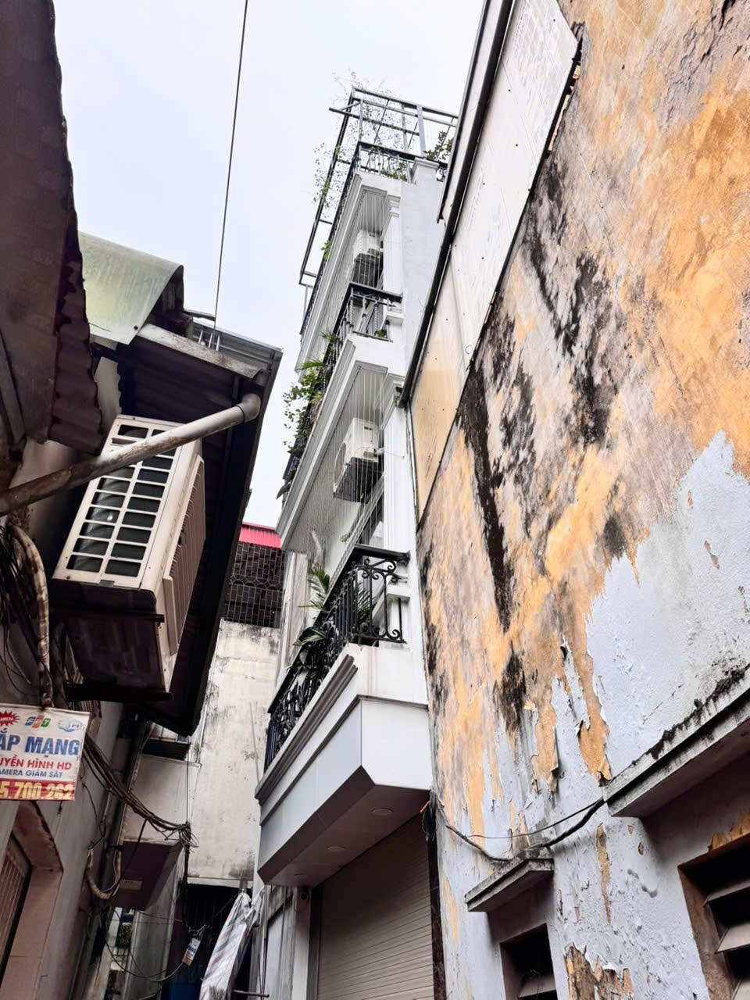 FPT
ẮP MẠNG
UYỀN HÌNH HD
AMERA GIÁM SÁT
5.700.262